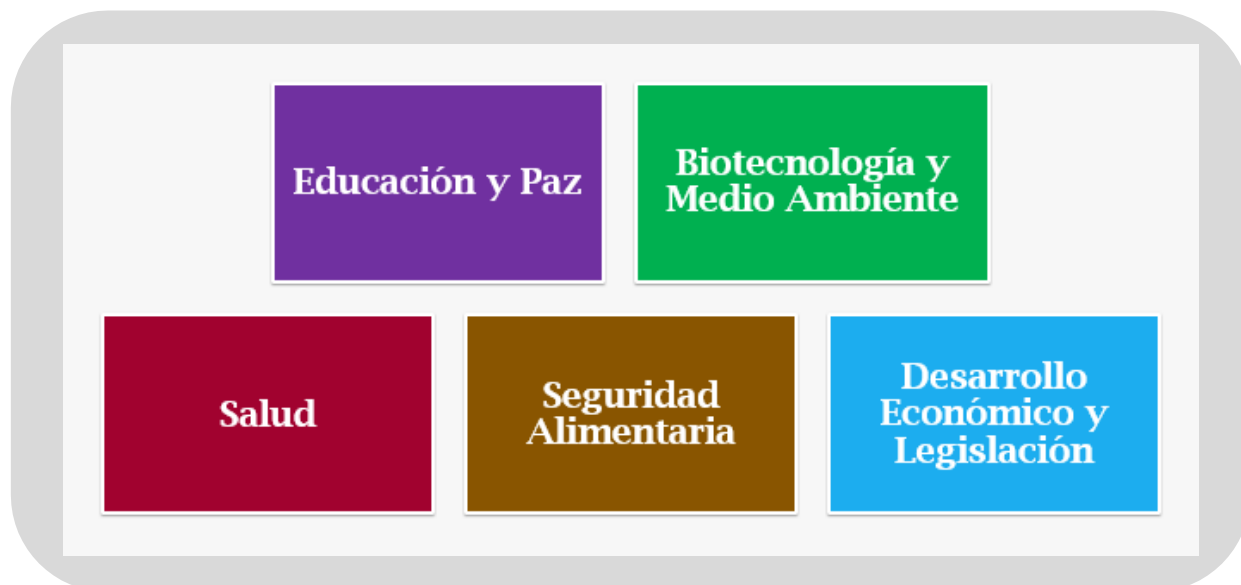 Educación y Paz
Biotecnología y
Medio Ambiente
Salud
Seguridad
Alimentaria
Desarrollo
Económico y
Legislación